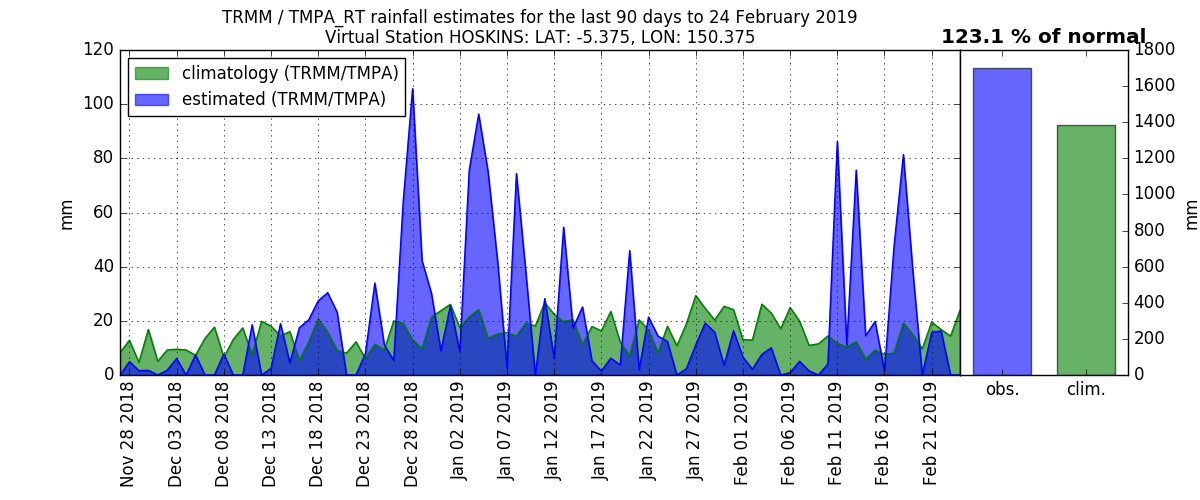 TRMM / TMPA_RT rainfall estimates for the last 90 days to 24 February 2019
Virtual Station HOSKINS: LAT: -5.375, LON: 150.375
123.1 % of normal
climatology (TRMM/TMPA)
estimated (TRMM/TMPA)
120
100
80
60
40
20
0
mm
1800
1600
1400
1200
1000
800
600
400
200
0
mm
Nov 28 2018
Dec 03 2018
Dec 08 2018
Dec 13 2018
Dec 18 2018
Dec 23 2018
Dec 28 2018
Jan 02 2019
Jan 07 2019
Jan 12 2019
Jan 17 2019
Jan 22 2019
Jan 27 2019
Feb 01 2019
Feb 06 2019
Feb 11 2019
Feb 16 2019
Feb 21 2019
obs.
clim.